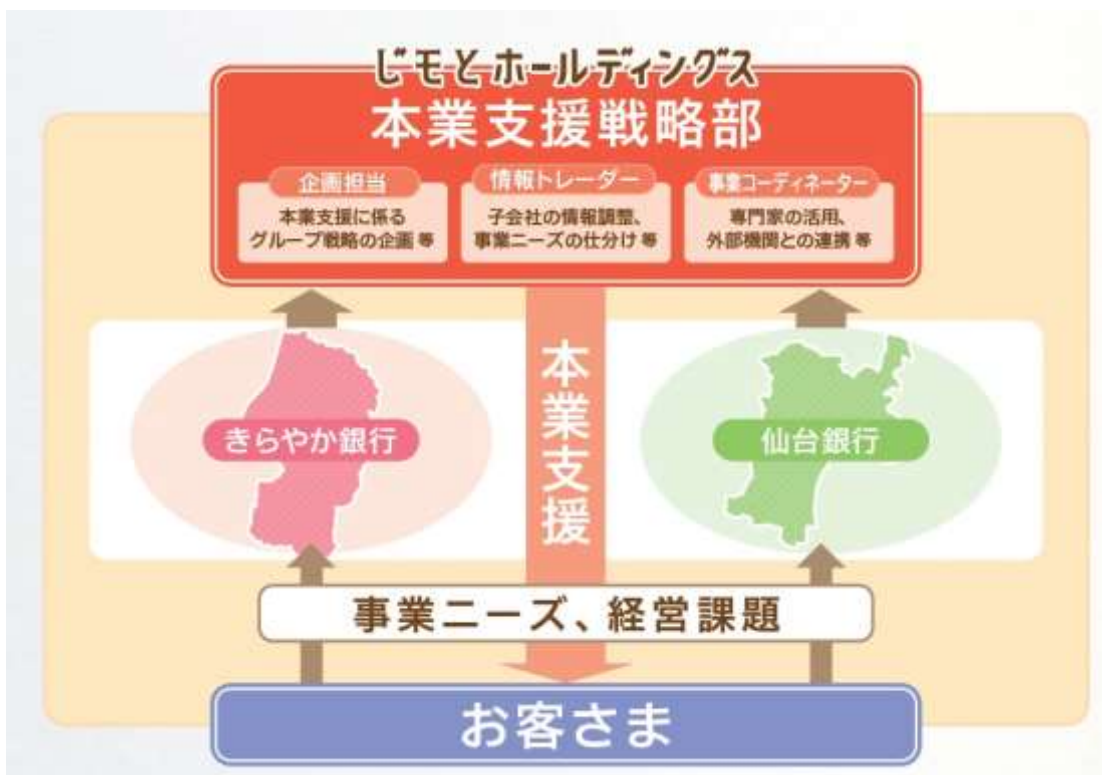 じモとホールディングス
本業支援戦略部
企画担当
本業支援に係る
グループ戦略の企画 等
情報トレーダー
子会社の情報調整、
事業ニーズの仕分け 等
事業コーディネーター
専門家の活用、
外部機関との連携 等
きらやか銀行
本業支援
仙台銀行
事業ニーズ、経営課題
お客さま